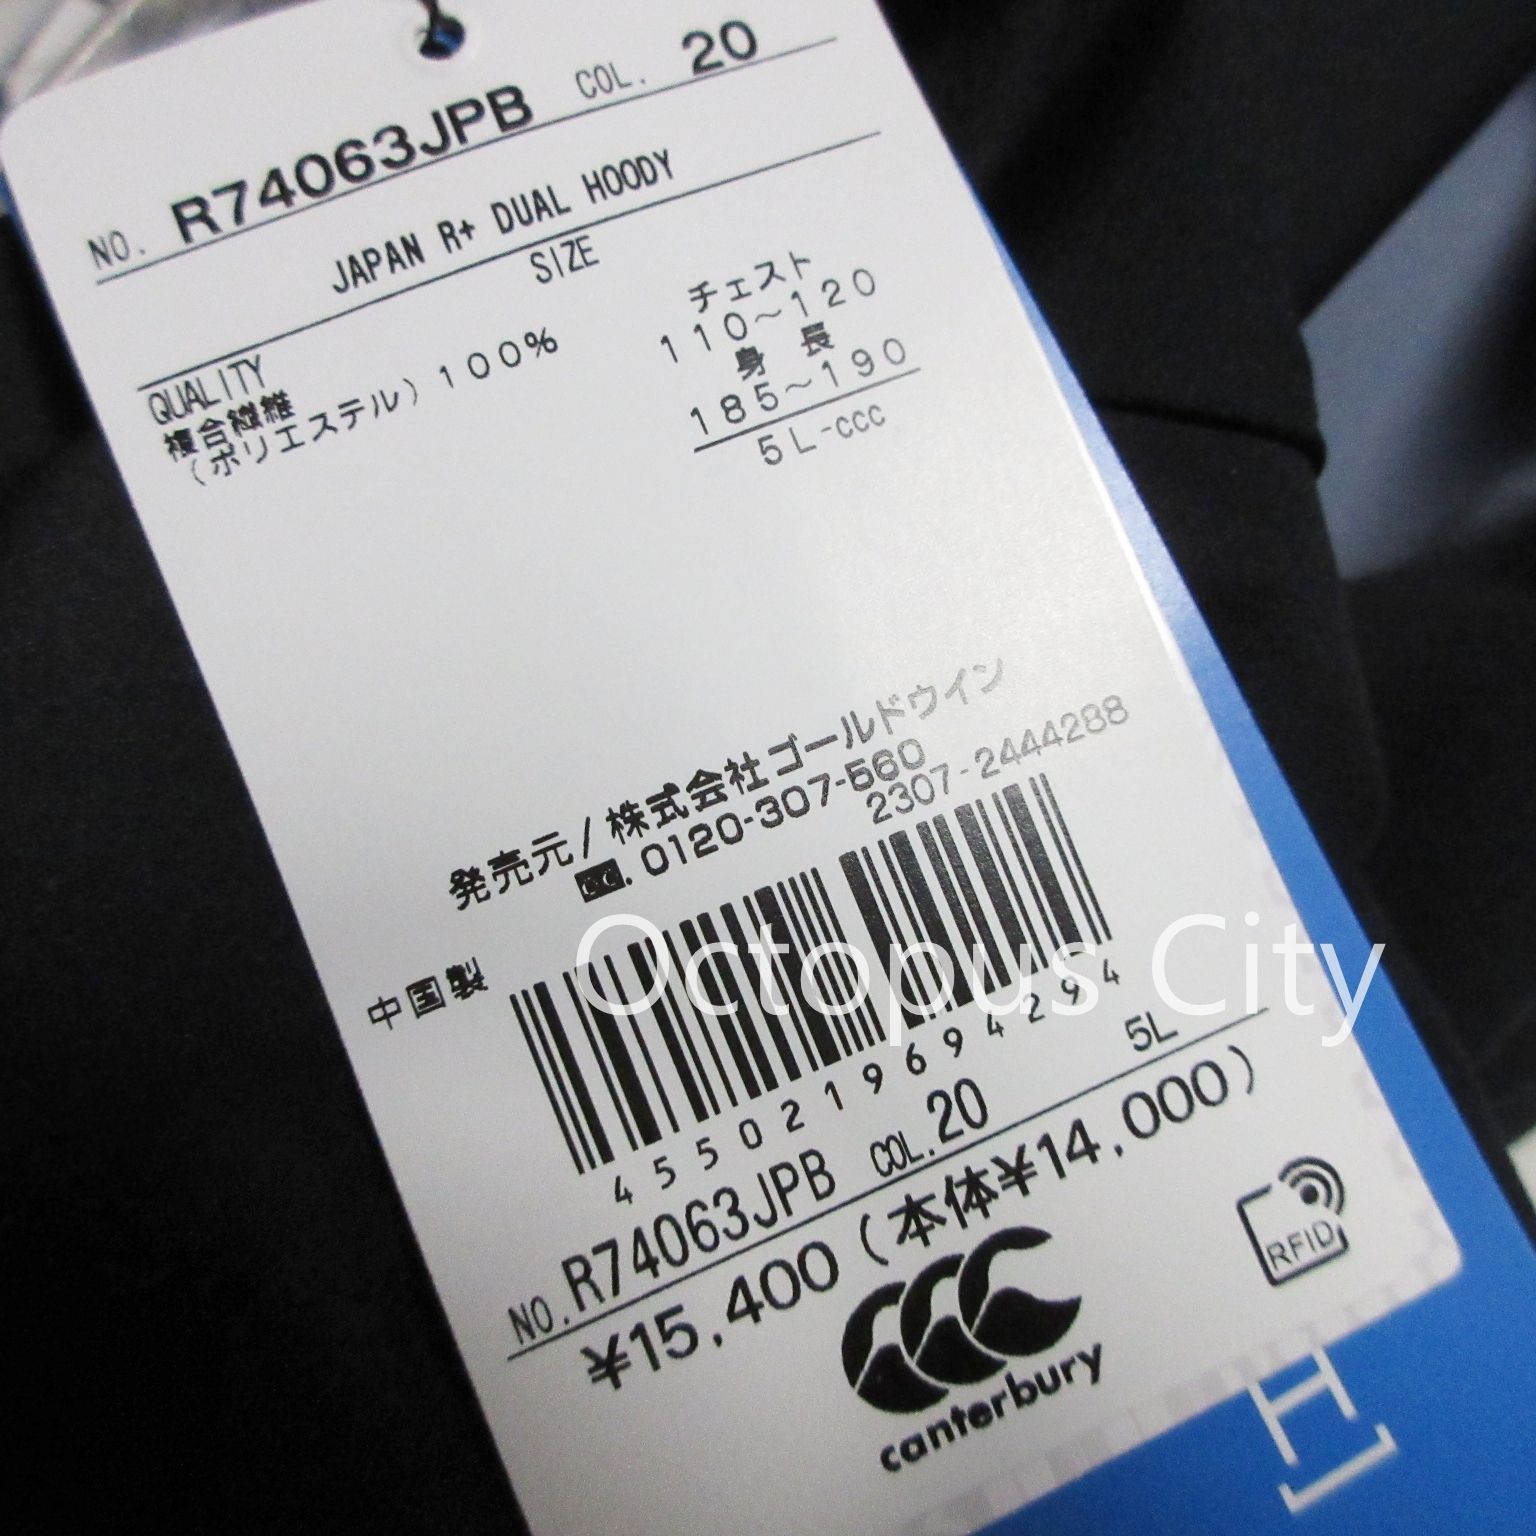 NO. R74063JPB COL. 20
JAPAN R+ DUAL HOODY
SIZE
QUALITY
複合繊維
(ポリエステル) 100%
チェスト
110～120
身長
185～190
5L-ccc
発売元/株式会社ゴールドウイン
0120-307-560
2307-2444288
中国製
4550219694294
5L
NO. R74063JPB COL. 20
¥15,400 (本体¥14,000)
RFID
canterbury
Octopus City